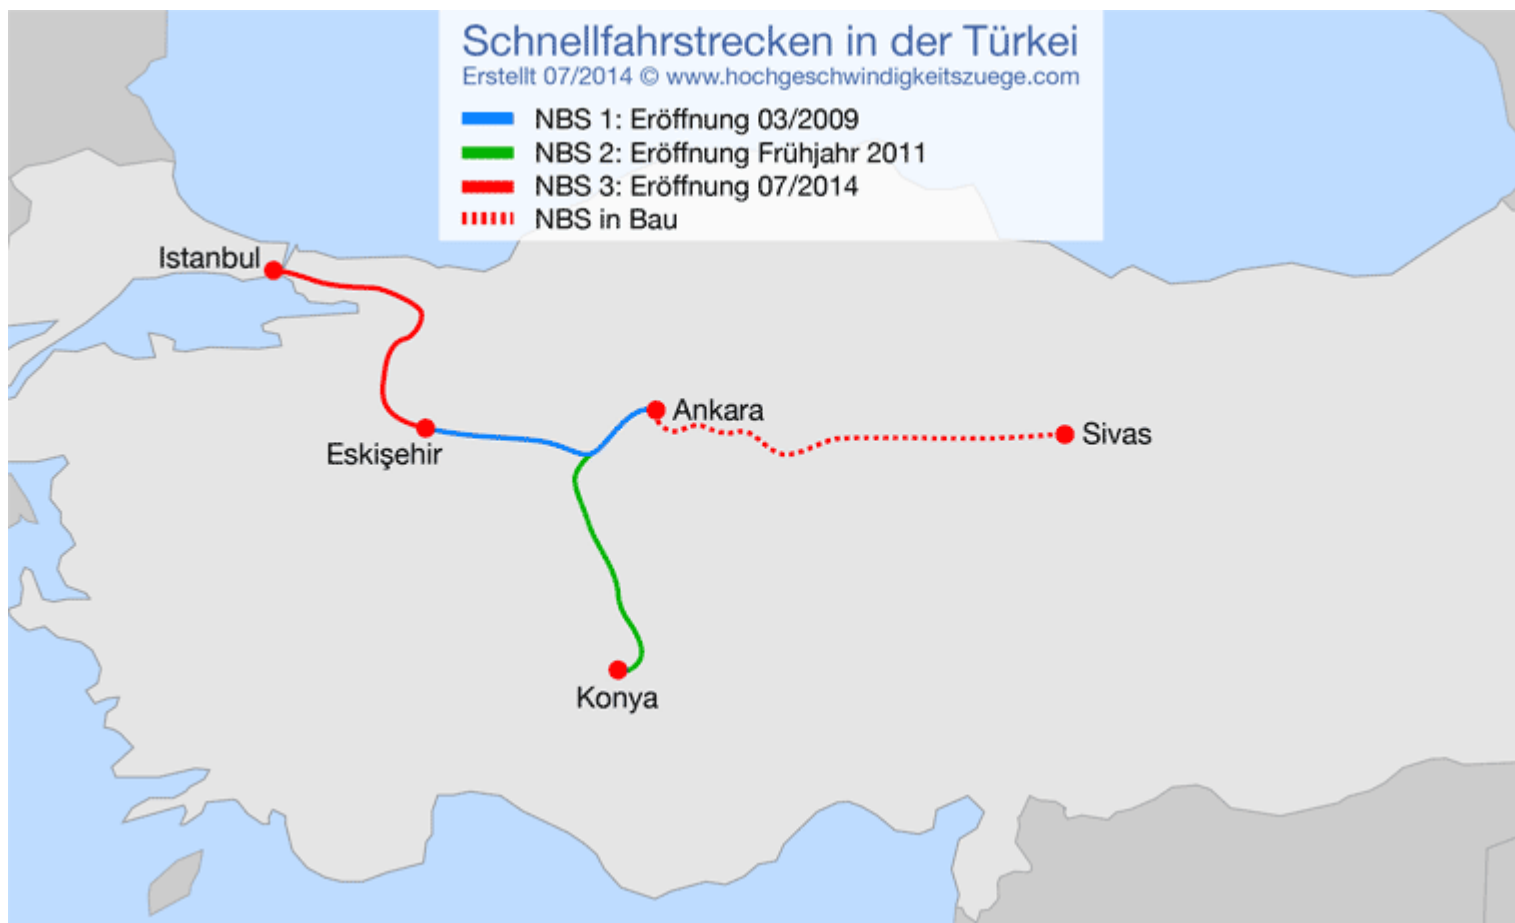 Schnellfahrstrecken in der Türkei
Erstellt 07/2014 © www.hochgeschwindigkeitszuege.com
NBS 1: Eröffnung 03/2009
NBS 2: Eröffnung Frühjahr 2011
NBS 3: Eröffnung 07/2014
NBS in Bau
Istanbul
Ankara
Sivas
Eskişehir
Konya